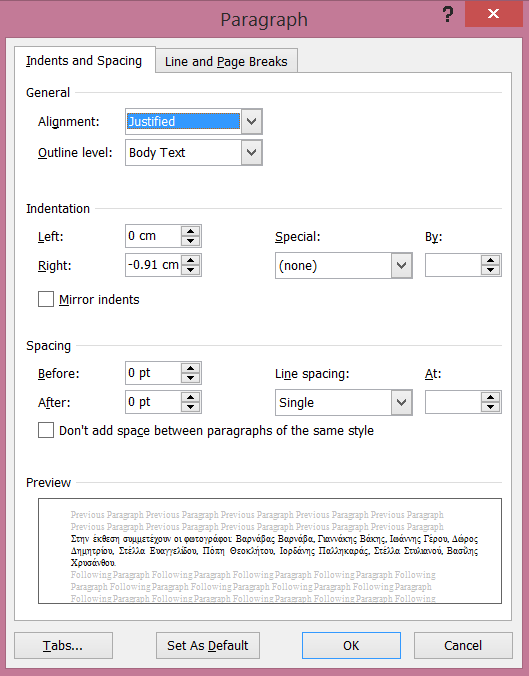 Paragraph
?
Indents and Spacing
Line and Page Breaks
General
Alignment: Justified
Outline level: Body Text
Indentation
Left: 0 cm Special: By:
Right: -0.91 cm (none)
Mirror indents
Spacing
Before: 0 pt Line spacing: At:
After: 0 pt Single
Don't add space between paragraphs of the same style
Preview
Previous Paragraph Previous Paragraph Previous Paragraph Previous Paragraph Previous Paragraph
Previous Paragraph Previous Paragraph Previous Paragraph Previous Paragraph Previous Paragraph
Στην έκθεση συμμετέχουν οι φωτογράφοι: Βαρνάβας Βαρνάβα, Γιαννάκης Βάκης, Ιωάννης Γέρου, Δώρος
Δημητρίου, Στέλλα Ευαγγελίδου, Πόπη Θεοκλήτου, Ιορδάνης Παλληκαράς, Στέλλα Στυλιανού, Βασίλης
Χρυσάνθου.
Following Paragraph Following Paragraph Following Paragraph Following Paragraph Following
Paragraph Following Paragraph Following Paragraph Following Paragraph Following Paragraph
Following Paragraph Following Paragraph Following Paragraph Following Paragraph Following
Tabs... Set As Default OK Cancel